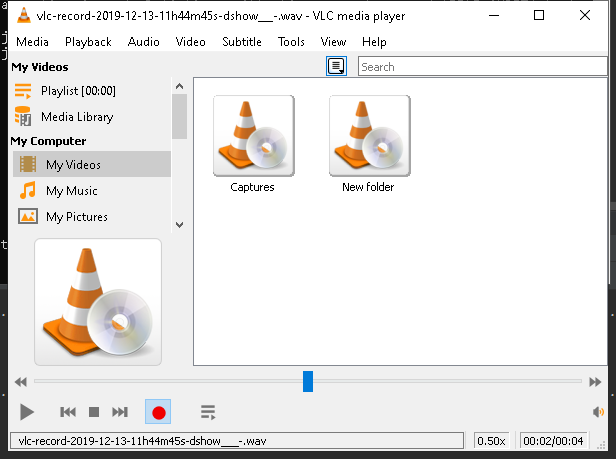 vlc-record-2019-12-13-11h44m45s-dshow___-.wav - VLC media player
Media Playback Audio Video Subtitle Tools View Help
My Videos
Search
Playlist [00:00]
Media Library
My Computer
My Videos
My Music
My Pictures
Captures
New folder
vlc-record-2019-12-13-11h44m45s-dshow___-.wav
0.50x
00:02/00:04